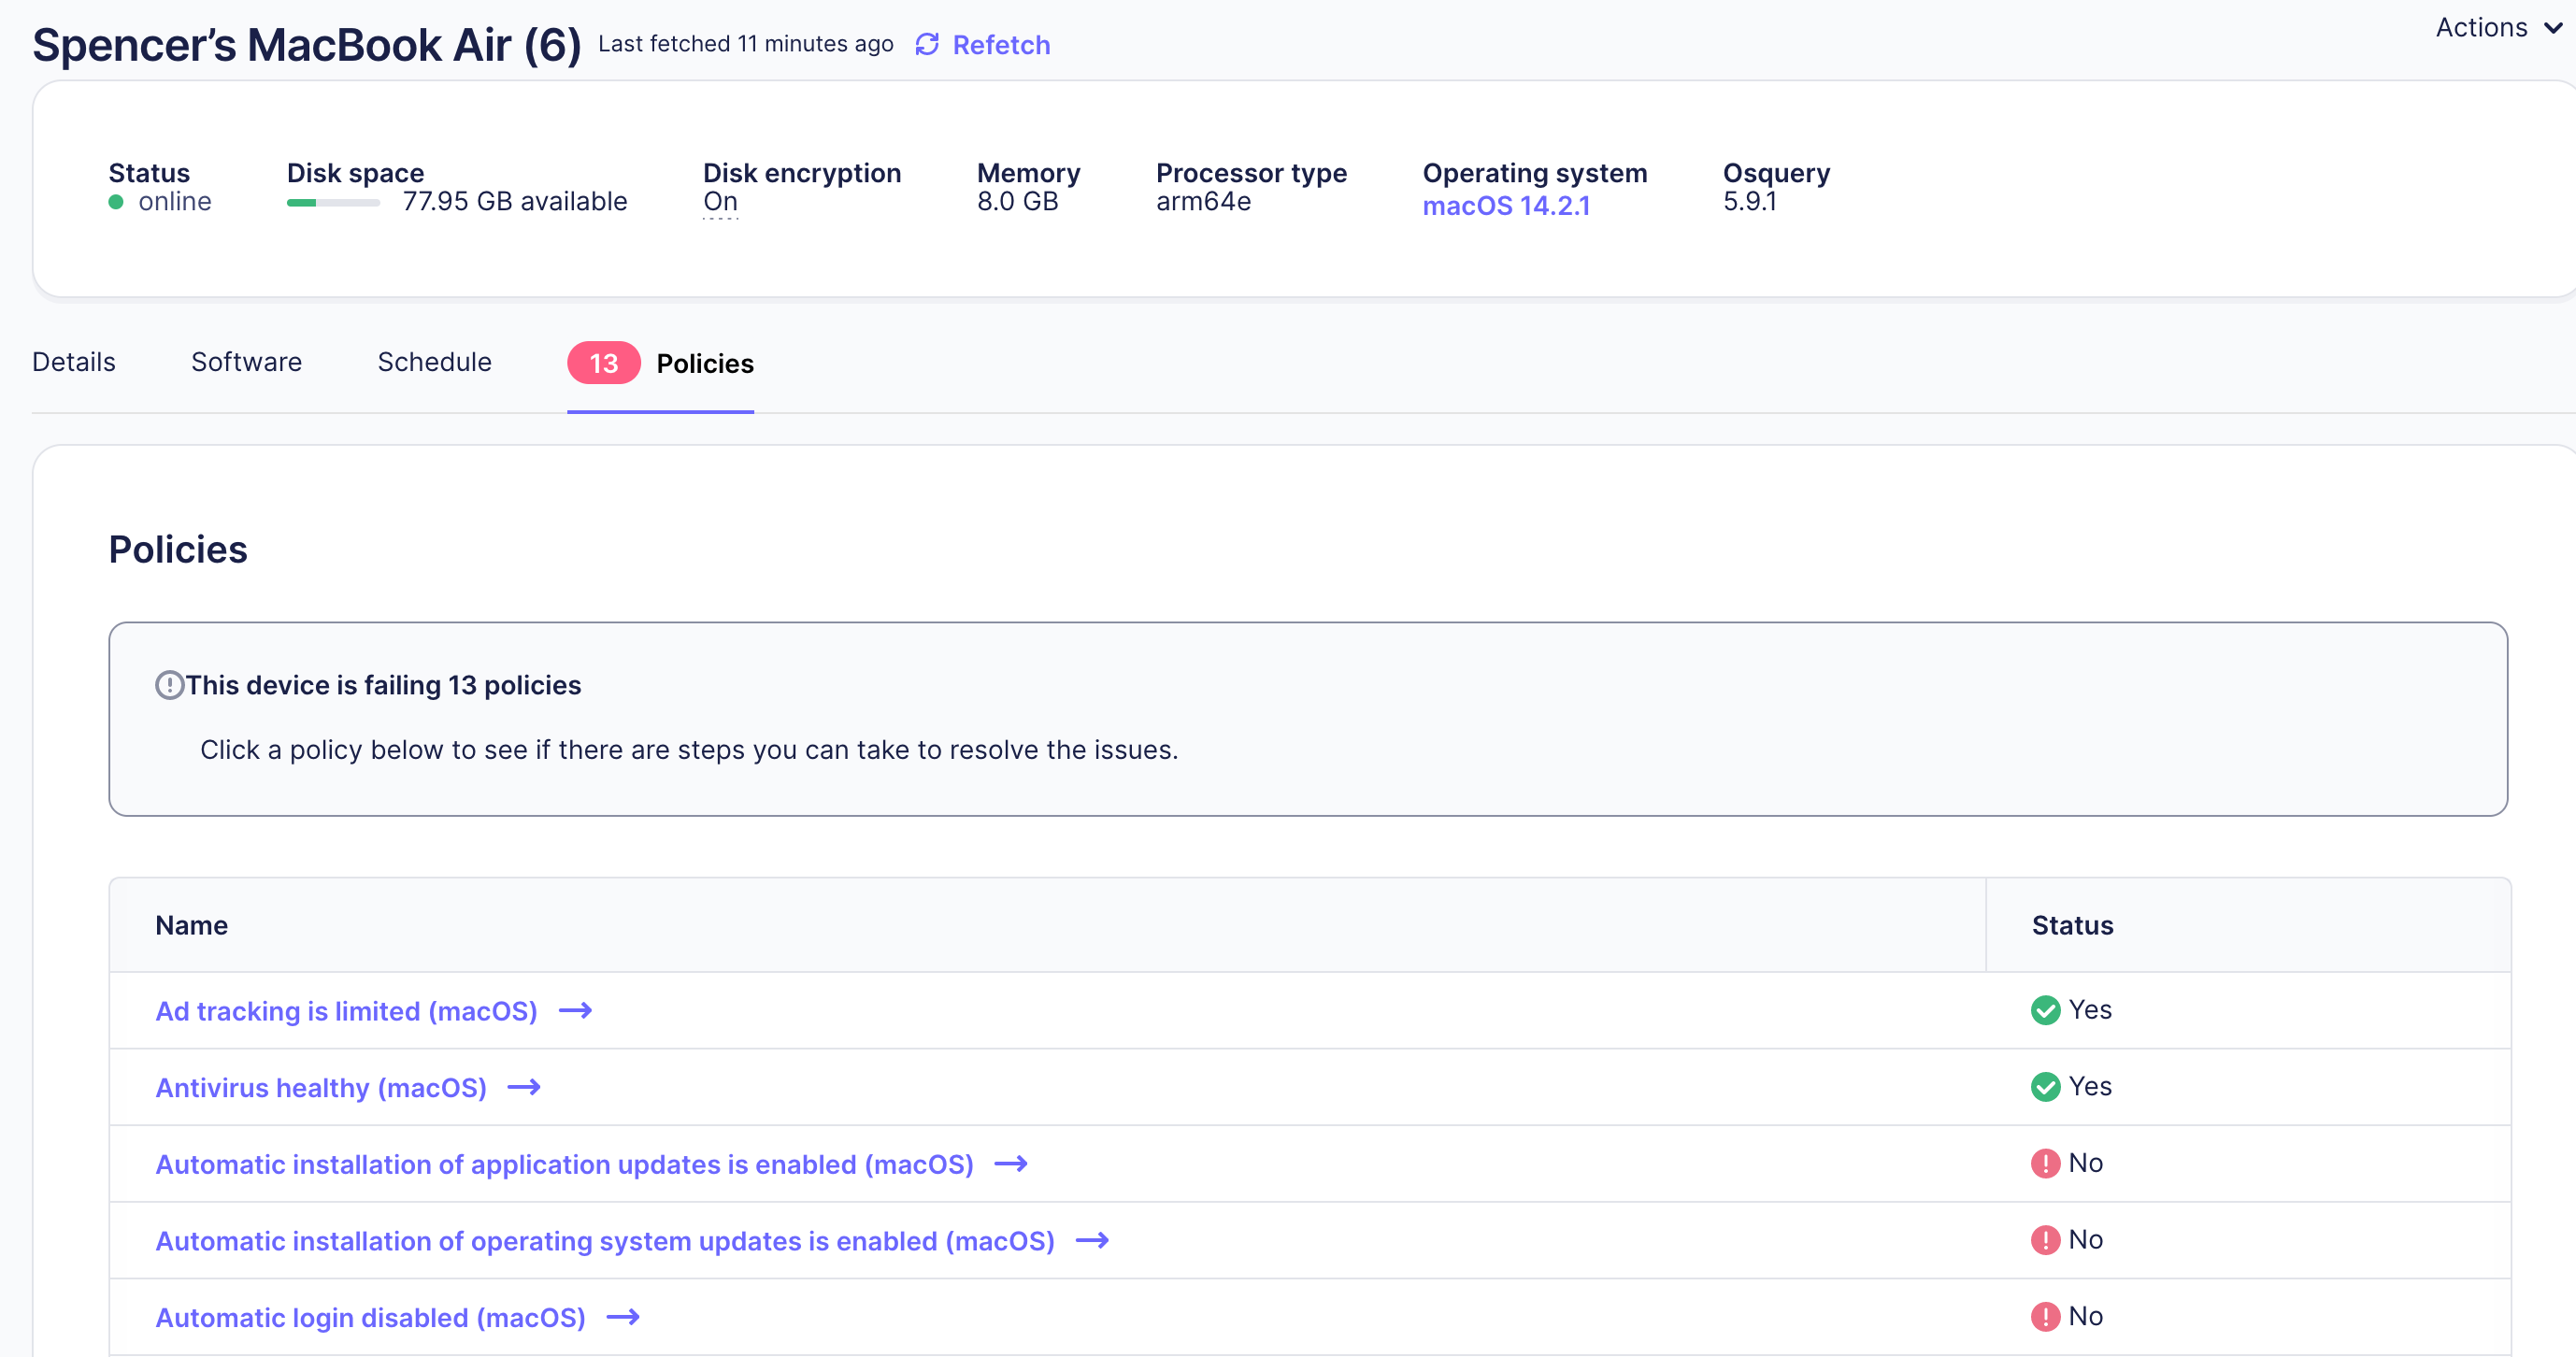 Spencer’s MacBook Air (6) Last fetched 11 minutes ago Refetch Actions
Status Disk space Disk encryption Memory Processor type Operating system Osquery
online 77.95 GB available On 8.0 GB arm64e macOS 14.2.1 5.9.1
Details Software Schedule 13 Policies
Policies
This device is failing 13 policies
Click a policy below to see if there are steps you can take to resolve the issues.
Name Status
Ad tracking is limited (macOS) Yes
Antivirus healthy (macOS) Yes
Automatic installation of application updates is enabled (macOS) No
Automatic installation of operating system updates is enabled (macOS) No
Automatic login disabled (macOS) No